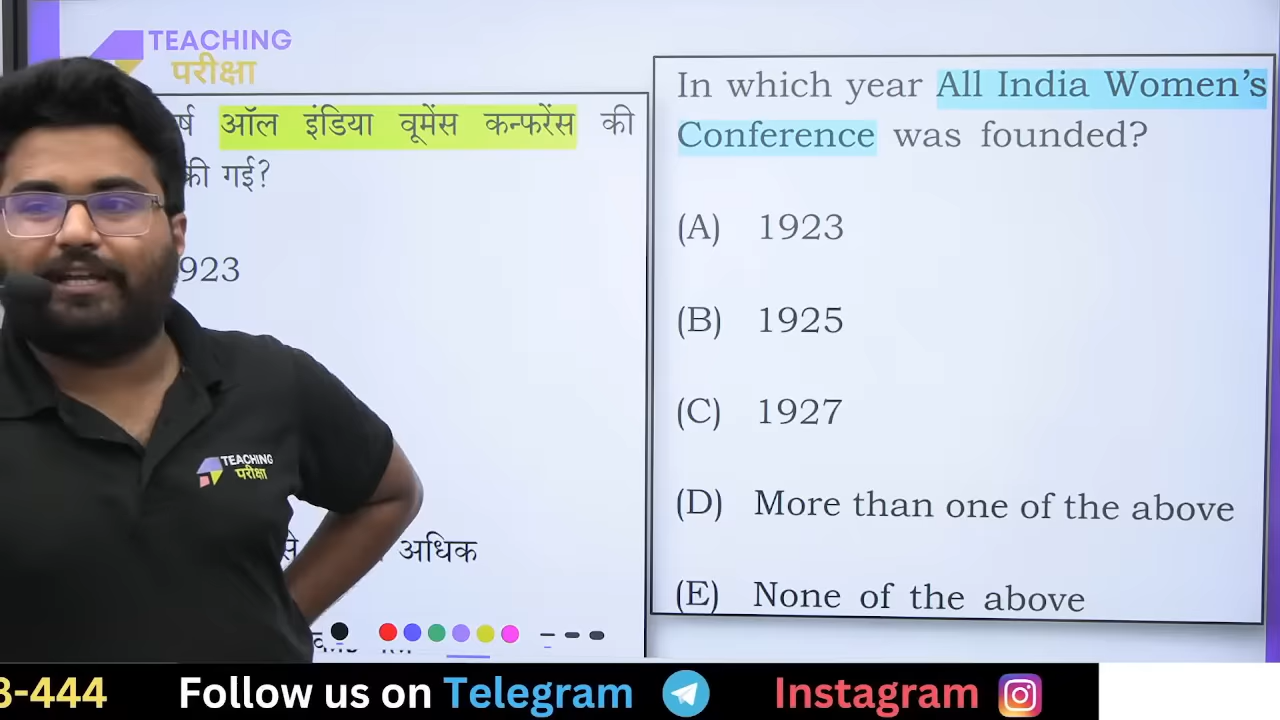 TEACHING
परीक्षा
र्ष ऑल इंडिया वूमेंस कन्फरेंस की
की गई?
923
से अधिक
In which year All India Women's
Conference was founded?
(A) 1923
(B) 1925
(C) 1927
(D) More than one of the above
(E) None of the above
TEACHING
परीक्षा
3-444 Follow us on Telegram Instagram